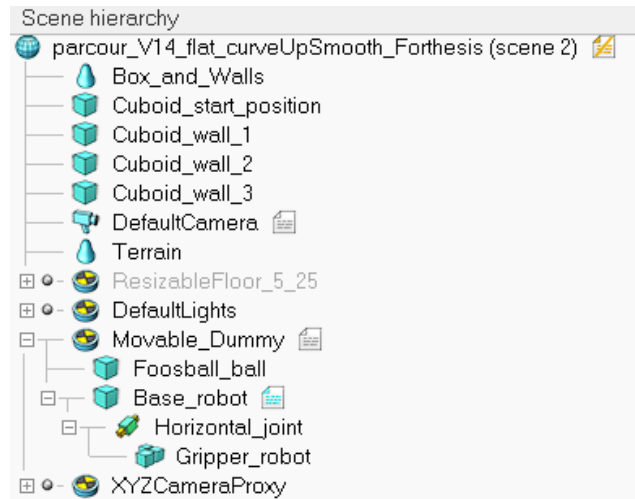 Scene hierarchy
parcour_V14_flat_curveUpSmooth_Forthesis (scene 2)
Box_and_Walls
Cuboid_start_position
Cuboid_wall_1
Cuboid_wall_2
Cuboid_wall_3
DefaultCamera
Terrain
ResizableFloor_5_25
DefaultLights
Movable_Dummy
Foosball_ball
Base_robot
Horizontal_joint
Gripper_robot
XYZCameraProxy